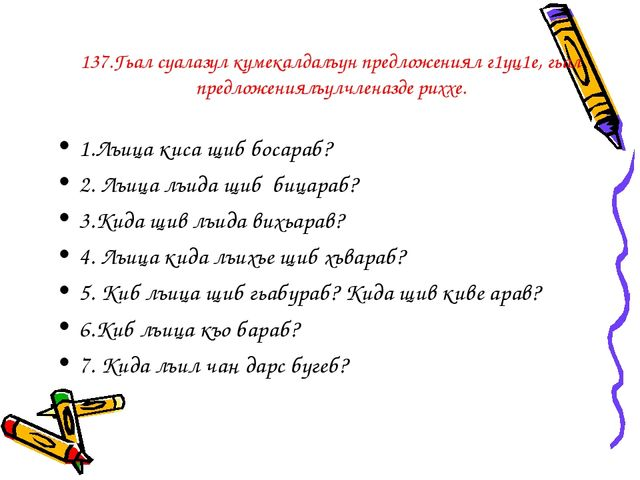 137.Гьал суалазул кумекалдалъун предложениял г1уц1е, гьал
предложениялъулчленазде риххе.
• 1.Лъица киса щиб босараб?
• 2. Лъица лъида щиб бицараб?
• 3.Кида щив лъида вихьарав?
• 4. Лъица кида лъихъе щиб хъвараб?
• 5. Киб лъица щиб гьабураб? Кида щив киве арав?
• 6.Киб лъица къо бараб?
• 7. Кида лъил чан дарс бугеб?